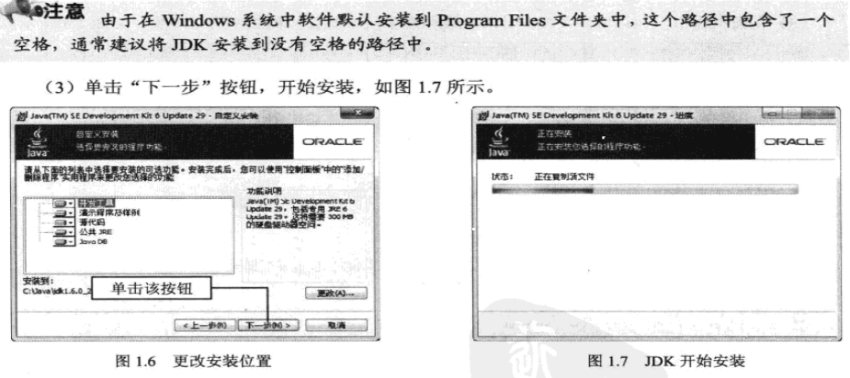 注意 由于在 Windows 系统中软件默认安装到 Program Files 文件夹中，这个路径中包含了一个
空格，通常建议将 JDK 安装到没有空格的路径中。
（3）单击“下一步”按钮，开始安装，如图 1.7 所示。
Java(TM) SE Development Kit 6 Update 29 - 自定义安装
自定义安装
选择要安装的程序功能。
Java
ORACLE
请从下面的列表中选择要安装的可选功能。安装完成后，您可以使用“控制面板”中的“添加/
删除程序”实用程序来更改您选择的功能
开发工具
演示程序及样例
源代码
公共 JRE
Java DB
功能说明
Java(TM) SE Development Kit 6
Update 29，包括专用 JRE 6
Update 29。这将需要 300 MB
的硬盘驱动器空间。
安装到：
C:\Java\jdk1.6.0_2
单击该按钮
更改(A)...
<上一步(B)
下一步(N) >
取消
图 1.6 更改安装位置
Java(TM) SE Development Kit 6 Update 29 - 进度
正在安装
正在安装您选择的程序功能。
Java
ORACLE
状态： 正在复制新文件
图 1.7 JDK 开始安装